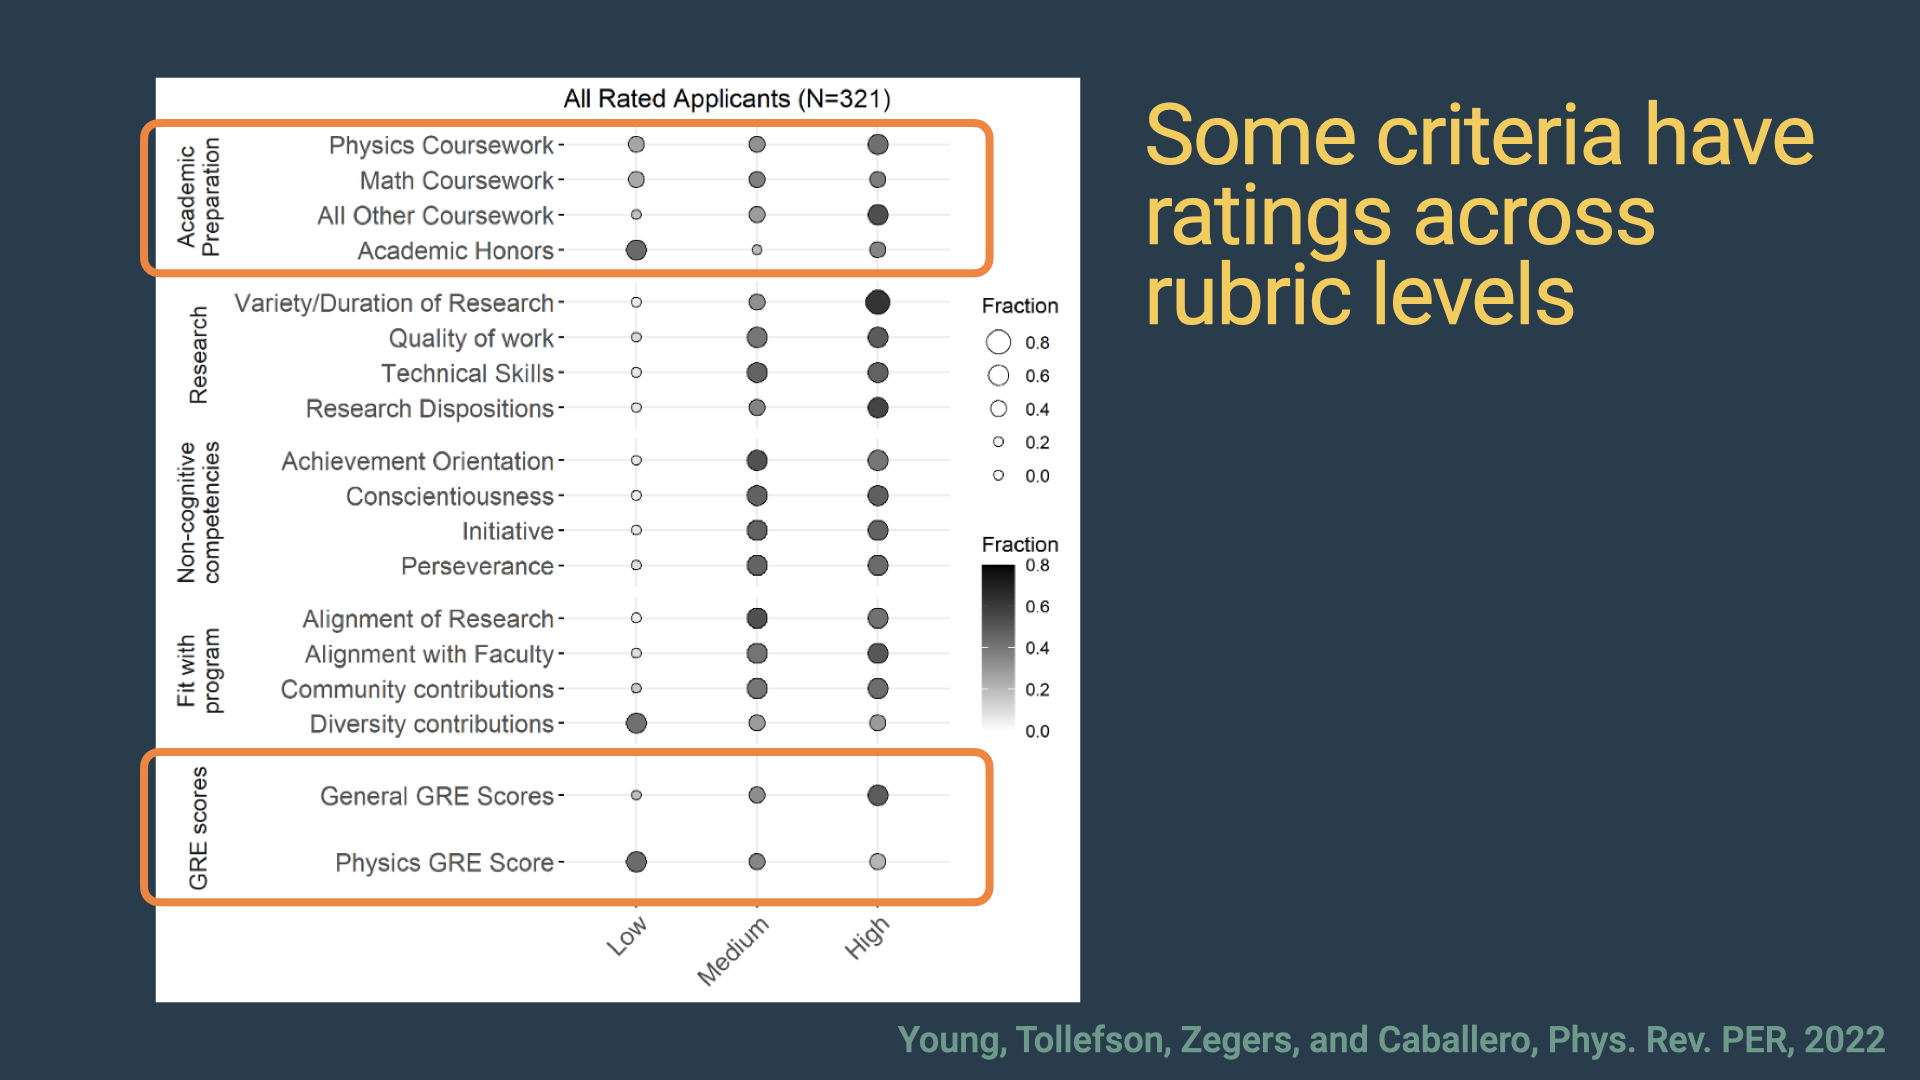 All Rated Applicants (N=321)
Academic
Preparation
Physics Coursework
Math Coursework
All Other Coursework
Academic Honors
Research
Variety/Duration of Research
Quality of work
Technical Skills
Research Dispositions
Non-cognitive
competencies
Achievement Orientation
Conscientiousness
Initiative
Perseverance
Fit with
program
Alignment of Research
Alignment with Faculty
Community contributions
Diversity contributions
GRE scores
General GRE Scores
Physics GRE Score
Low
Medium
High
Fraction
0.8
0.6
0.4
0.2
0.0
Fraction
0.8
0.6
0.4
0.2
0.0
Some criteria have
ratings across
rubric levels
Young, Tollefson, Zegers, and Caballero, Phys. Rev. PER, 2022